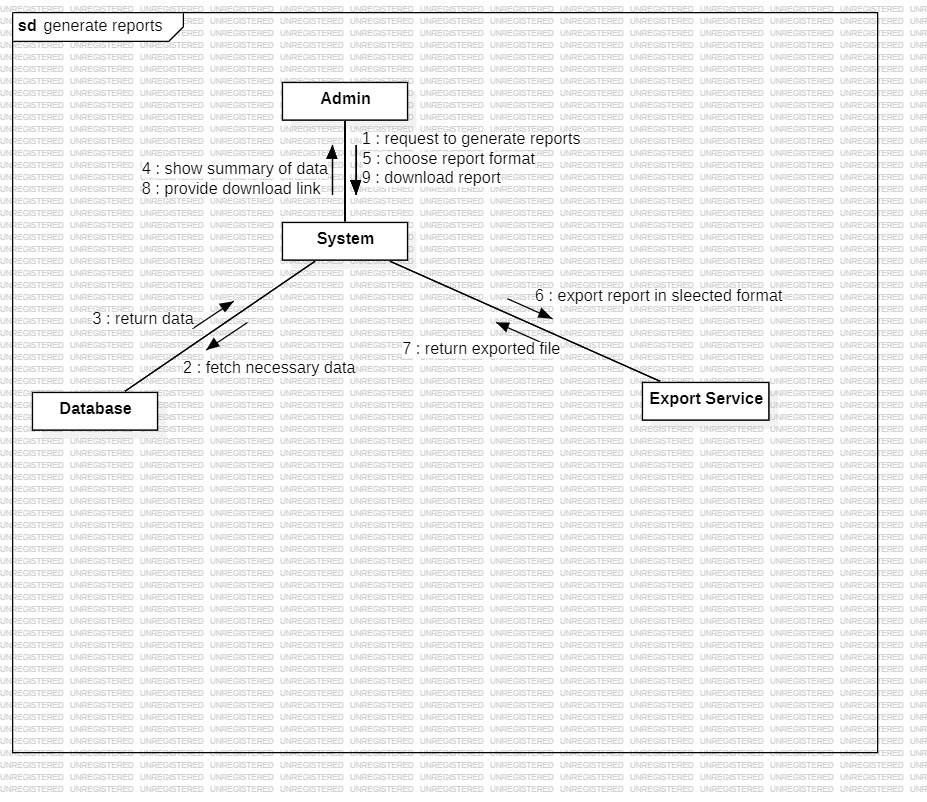 sd generate reports
Admin
1 : request to generate reports
5 : choose report format
9 : download report
4 : show summary of data
8 : provide download link
System
6 : export report in sleected format
3 : return data
7 : return exported file
2 : fetch necessary data
Export Service
Database
UNREGISTERED